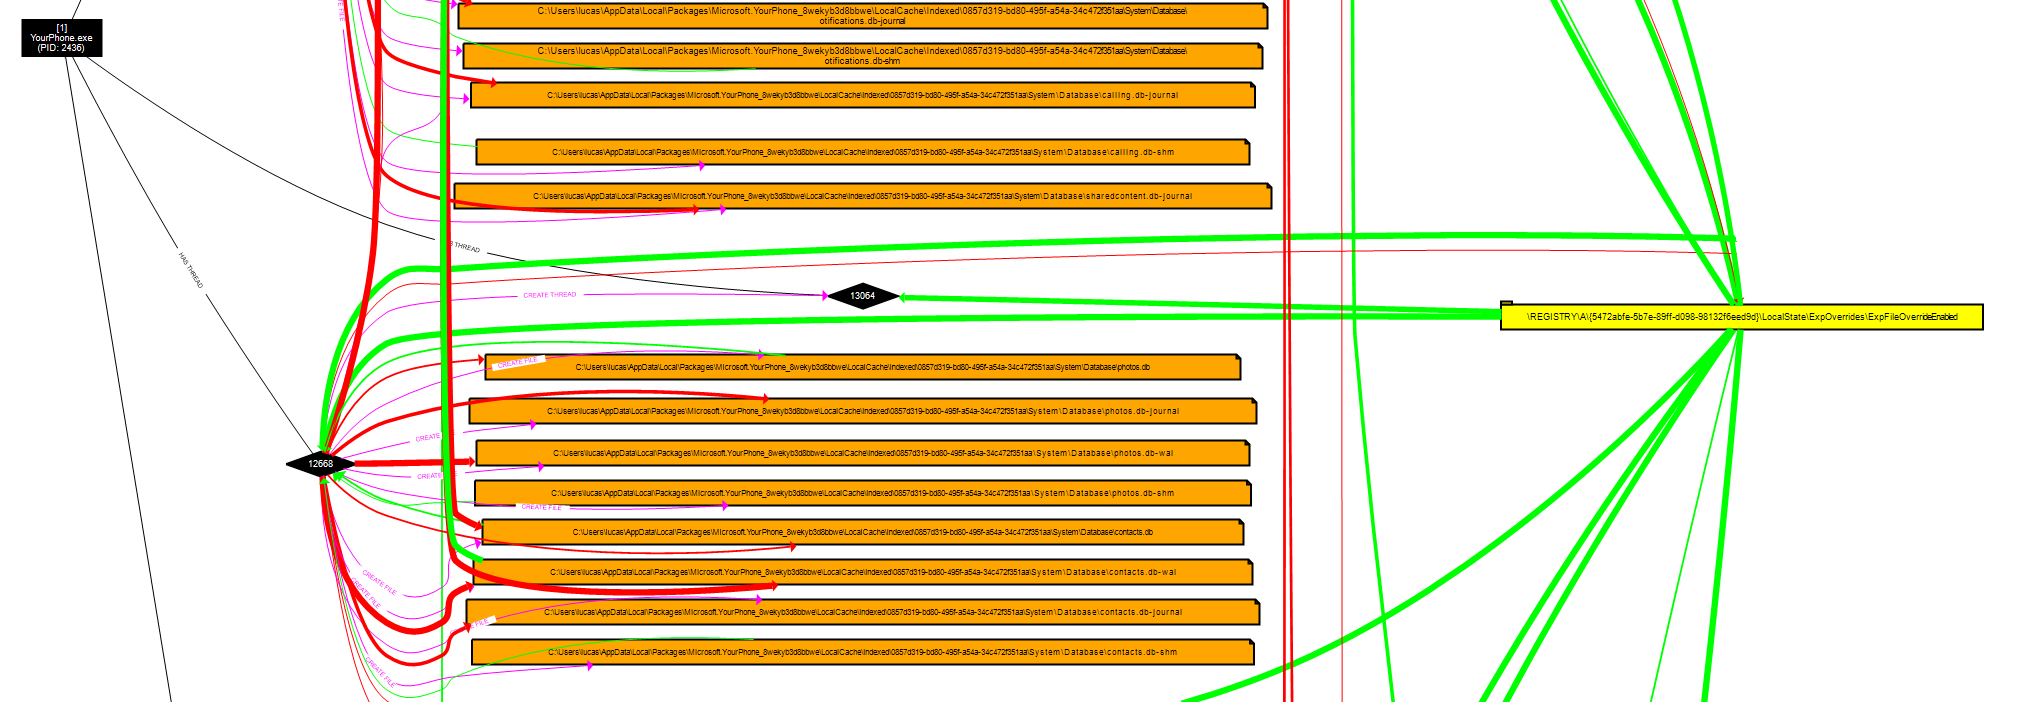 [1]
YourPhone.exe
(PID: 2436)
C:\Users\lucas\AppData\Local\Packages\Microsoft.YourPhone_8wekyb3d8bbwe\LocalCache\Indexed\0857d319-bd80-495f-a54a-34c472f351aa\System\Database\
otifications.db-journal
C:\Users\lucas\AppData\Local\Packages\Microsoft.YourPhone_8wekyb3d8bbwe\LocalCache\Indexed\0857d319-bd80-495f-a54a-34c472f351aa\System\Database\
otifications.db-shm
C:\Users\lucas\AppData\Local\Packages\Microsoft.YourPhone_8wekyb3d8bbwe\LocalCache\Indexed\0857d319-bd80-495f-a54a-34c472f351aa\System\Database\calling.db-journal
C:\Users\lucas\AppData\Local\Packages\Microsoft.YourPhone_8wekyb3d8bbwe\LocalCache\Indexed\0857d319-bd80-495f-a54a-34c472f351aa\System\Database\calling.db-shm
C:\Users\lucas\AppData\Local\Packages\Microsoft.YourPhone_8wekyb3d8bbwe\LocalCache\Indexed\0857d319-bd80-495f-a54a-34c472f351aa\System\Database\sharedcontent.db-journal
THREAD
HAS THREAD
CREATE THREAD
13064
\REGISTRY\A\{5472abfe-5b7e-89ff-d098-98132f6eed9d}\LocalState\ExpOverrides\ExpFileOverrideEnabled
CREATE FILE
C:\Users\lucas\AppData\Local\Packages\Microsoft.YourPhone_8wekyb3d8bbwe\LocalCache\Indexed\0857d319-bd80-495f-a54a-34c472f351aa\System\Database\photos.db
C:\Users\lucas\AppData\Local\Packages\Microsoft.YourPhone_8wekyb3d8bbwe\LocalCache\Indexed\0857d319-bd80-495f-a54a-34c472f351aa\System\Database\photos.db-journal
CREATE
C:\Users\lucas\AppData\Local\Packages\Microsoft.YourPhone_8wekyb3d8bbwe\LocalCache\Indexed\0857d319-bd80-495f-a54a-34c472f351aa\System\Database\photos.db-wal
12668
CREATE
C:\Users\lucas\AppData\Local\Packages\Microsoft.YourPhone_8wekyb3d8bbwe\LocalCache\Indexed\0857d319-bd80-495f-a54a-34c472f351aa\System\Database\photos.db-shm
CREATE FILE
C:\Users\lucas\AppData\Local\Packages\Microsoft.YourPhone_8wekyb3d8bbwe\LocalCache\Indexed\0857d319-bd80-495f-a54a-34c472f351aa\System\Database\contacts.db
C:\Users\lucas\AppData\Local\Packages\Microsoft.YourPhone_8wekyb3d8bbwe\LocalCache\Indexed\0857d319-bd80-495f-a54a-34c472f351aa\System\Database\contacts.db-wal
CREATE FILE
CREATE FILE
C:\Users\lucas\AppData\Local\Packages\Microsoft.YourPhone_8wekyb3d8bbwe\LocalCache\Indexed\0857d319-bd80-495f-a54a-34c472f351aa\System\Database\contacts.db-journal
FILE
C:\Users\lucas\AppData\Local\Packages\Microsoft.YourPhone_8wekyb3d8bbwe\LocalCache\Indexed\0857d319-bd80-495f-a54a-34c472f351aa\System\Database\contacts.db-shm
CREATE FILE